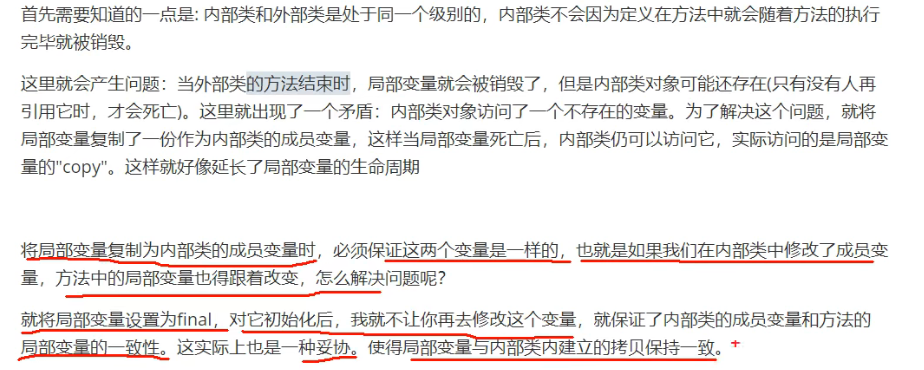 首先需要知道的一点是: 内部类和外部类是处于同一个级别的，内部类不会因为定义在方法中就会随着方法的执行
完毕就被销毁。
这里就会产生问题：当外部类的方法结束时，局部变量就会被销毁了，但是内部类对象可能还存在(只有没有人再
引用它时，才会死亡)。这里就出现了一个矛盾：内部类对象访问了一个不存在的变量。为了解决这个问题，就将
局部变量复制了一份作为内部类的成员变量，这样当局部变量死亡后，内部类仍可以访问它，实际访问的是局部变
量的"copy"。这样就好像延长了局部变量的生命周期
将局部变量复制为内部类的成员变量时，必须保证这两个变量是一样的，也就是如果我们在内部类中修改了成员变
量，方法中的局部变量也得跟着改变，怎么解决问题呢？
就将局部变量设置为final，对它初始化后，我就不让你再去修改这个变量，就保证了内部类的成员变量和方法的
局部变量的一致性。这实际上也是一种妥协。使得局部变量与内部类内建立的拷贝保持一致。